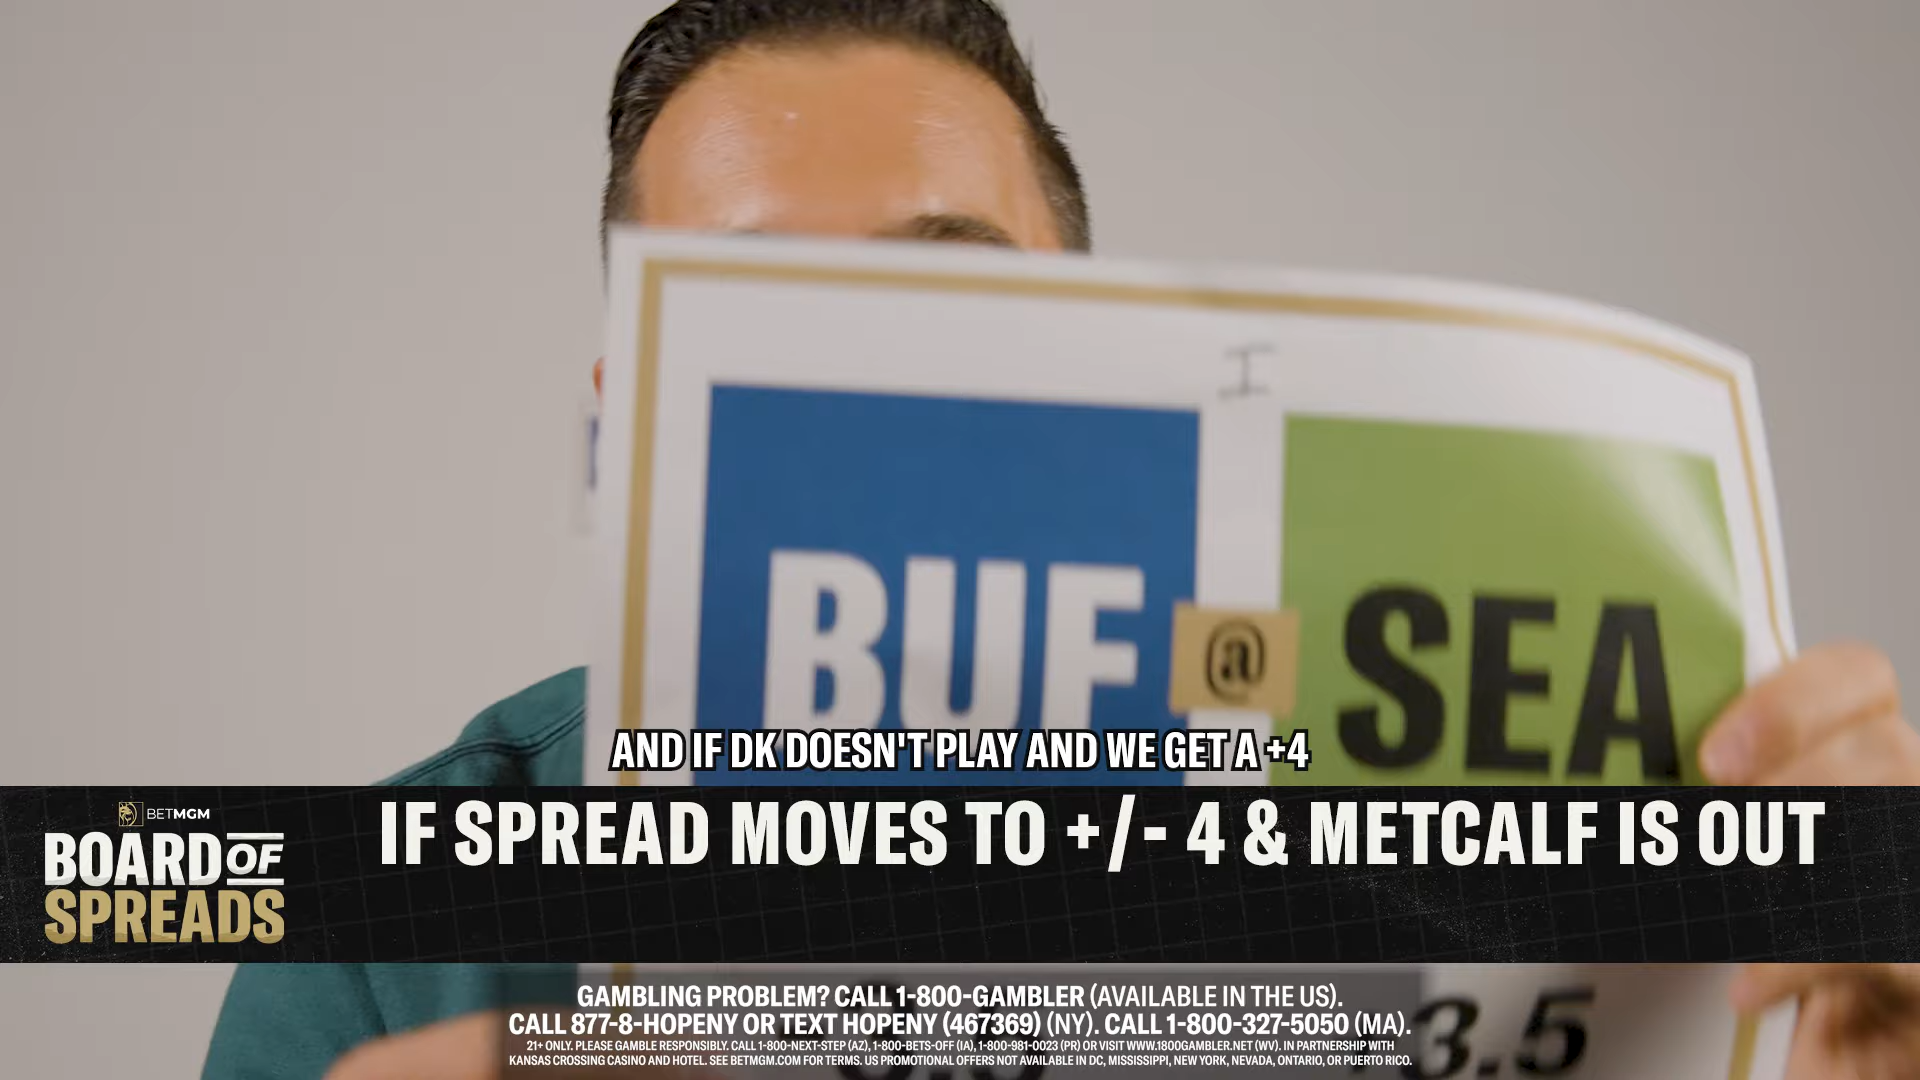 BUF @ SEA
AND IF DK DOESN'T PLAY AND WE GET A +4
BETMGM
BOARD OF
SPREADS
IF SPREAD MOVES TO +/- 4 & METCALF IS OUT
3.5
GAMBLING PROBLEM? CALL 1-800-GAMBLER (AVAILABLE IN THE US).
CALL 877-8-HOPENY OR TEXT HOPENY (467369) (NY). CALL 1-800-327-5050 (MA).
21+ ONLY. PLEASE GAMBLE RESPONSIBLY. CALL 1-800-NEXT-STEP (AZ), 1-800-BETS-OFF (IA), 1-800-981-0023 (PR) OR VISIT WWW.1800GAMBLER.NET (WV). IN PARTNERSHIP WITH
KANSAS CROSSING CASINO AND HOTEL. SEE BETMGM.COM FOR TERMS. US PROMOTIONAL OFFERS NOT AVAILABLE IN DC, MISSISSIPPI, NEW YORK, NEVADA, ONTARIO, OR PUERTO RICO.